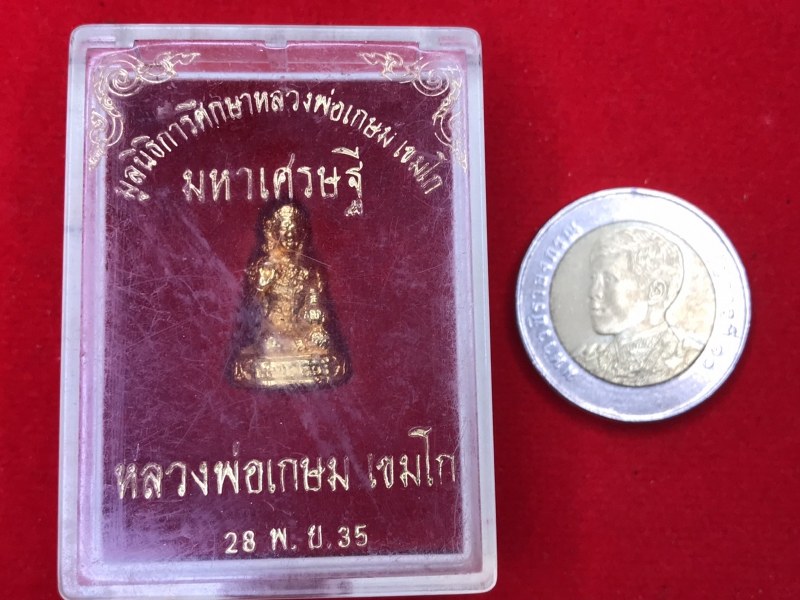 มูลนิธิการศึกษาหลวงพ่อเกษม เขมโก
มหาเศรษฐี
หลวงพ่อเกษม เขมโก
28 พ.ย.35